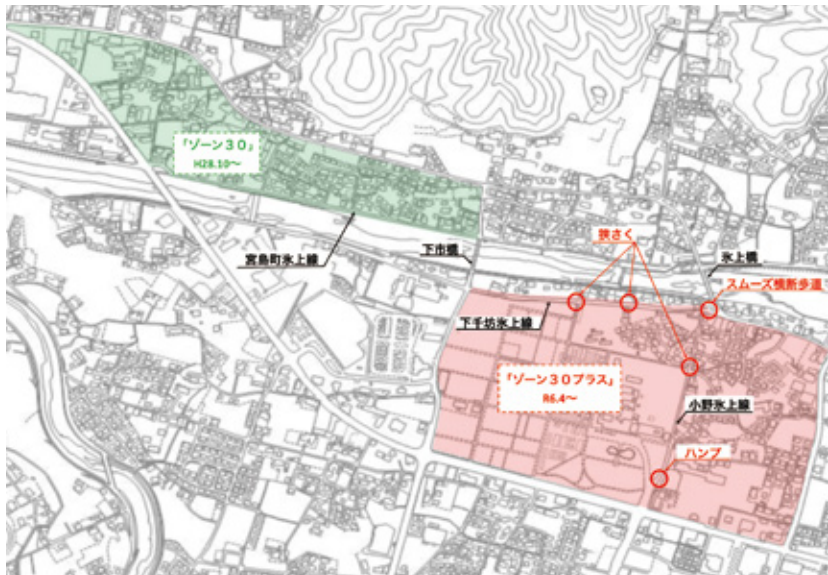 「ゾーン３０」
H28.10～
宮島町氷上線
下市橋
狭さく
氷上橋
スムーズ横断歩道
下千坊氷上線
「ゾーン３０プラス」
R6.4～
小野氷上線
ハンプ